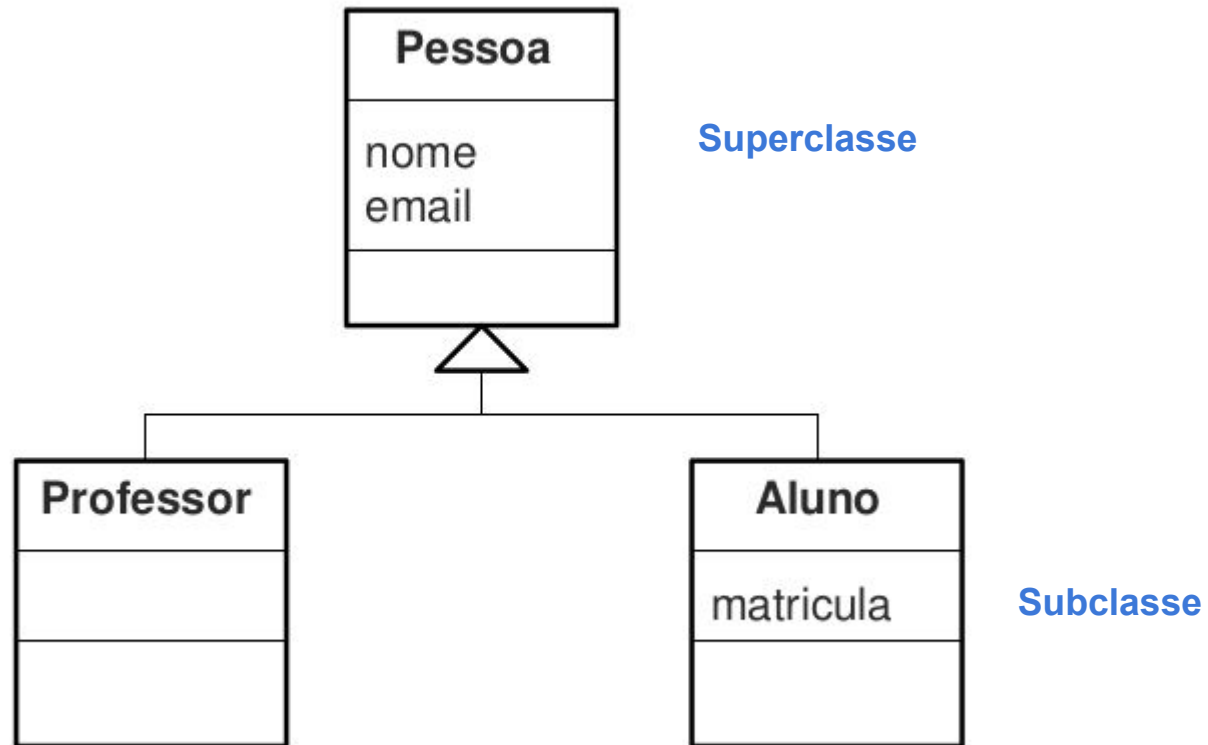 Pessoa
nome
email
Superclasse
Professor
Aluno
matricula
Subclasse